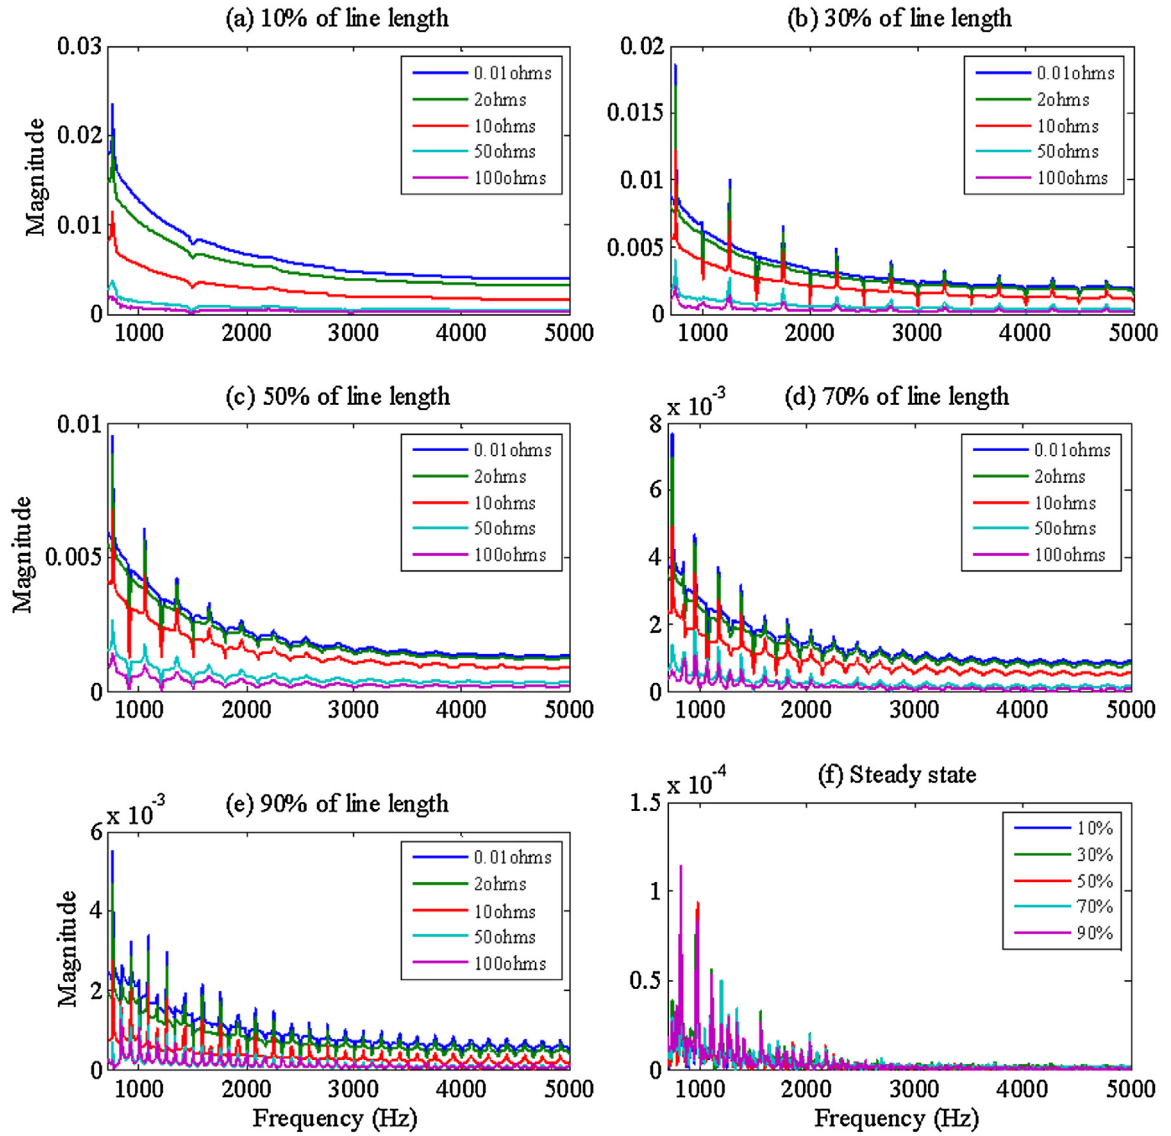 (a) 10% of line length
0.03
0.02
0.01
0
Magnitude
0.01ohms
2ohms
10ohms
50ohms
100ohms
1000 2000 3000 4000 5000
(b) 30% of line length
0.02
0.015
0.01
0.005
0
0.01ohms
2ohms
10ohms
50ohms
100ohms
1000 2000 3000 4000 5000
(c) 50% of line length
0.01
0.005
0
Magnitude
0.01ohms
2ohms
10ohms
50ohms
100ohms
1000 2000 3000 4000 5000
(d) 70% of line length
x 10-3
8
6
4
2
0
0.01ohms
2ohms
10ohms
50ohms
100ohms
1000 2000 3000 4000 5000
(e) 90% of line length
x 10-3
6
4
2
0
Magnitude
0.01ohms
2ohms
10ohms
50ohms
100ohms
1000 2000 3000 4000 5000
Frequency (Hz)
(f) Steady state
x 10-4
1.5
1
0.5
0
10%
30%
50%
70%
90%
1000 2000 3000 4000 5000
Frequency (Hz)